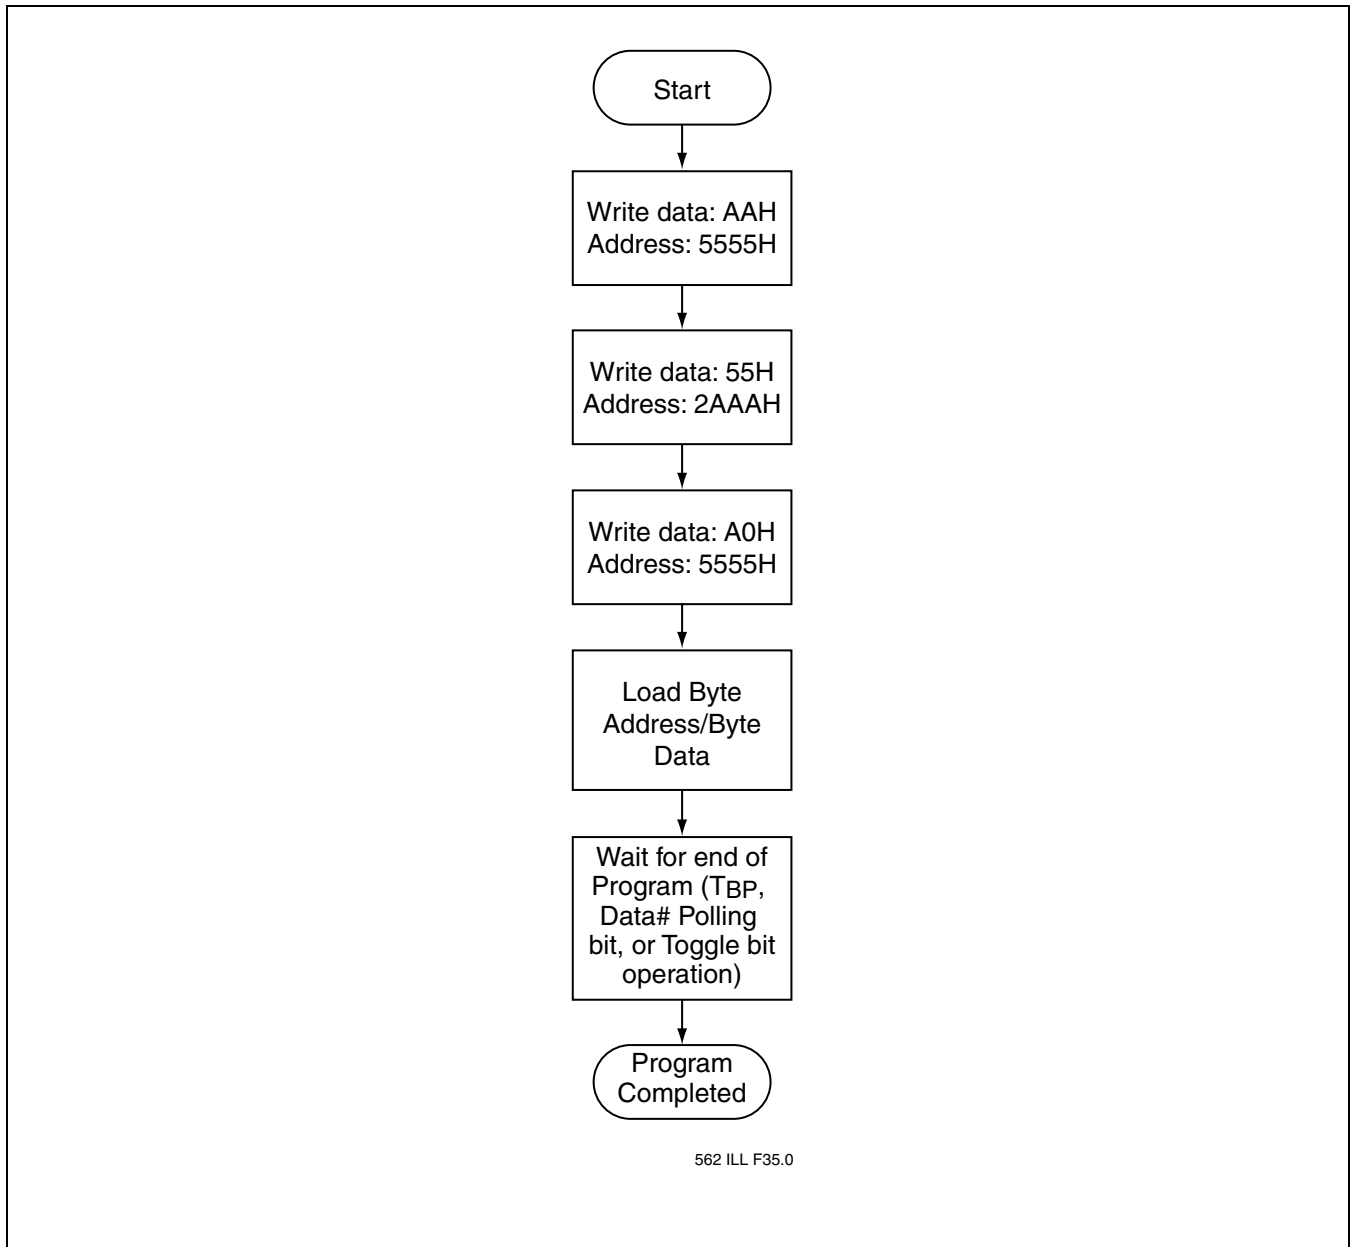 Start
Write data: AAH
Address: 5555H
Write data: 55H
Address: 2AAAH
Write data: A0H
Address: 5555H
Load Byte
Address/Byte
Data
Wait for end of
Program (TBP,
Data# Polling
bit, or Toggle bit
operation)
Program
Completed
562 ILL F35.0